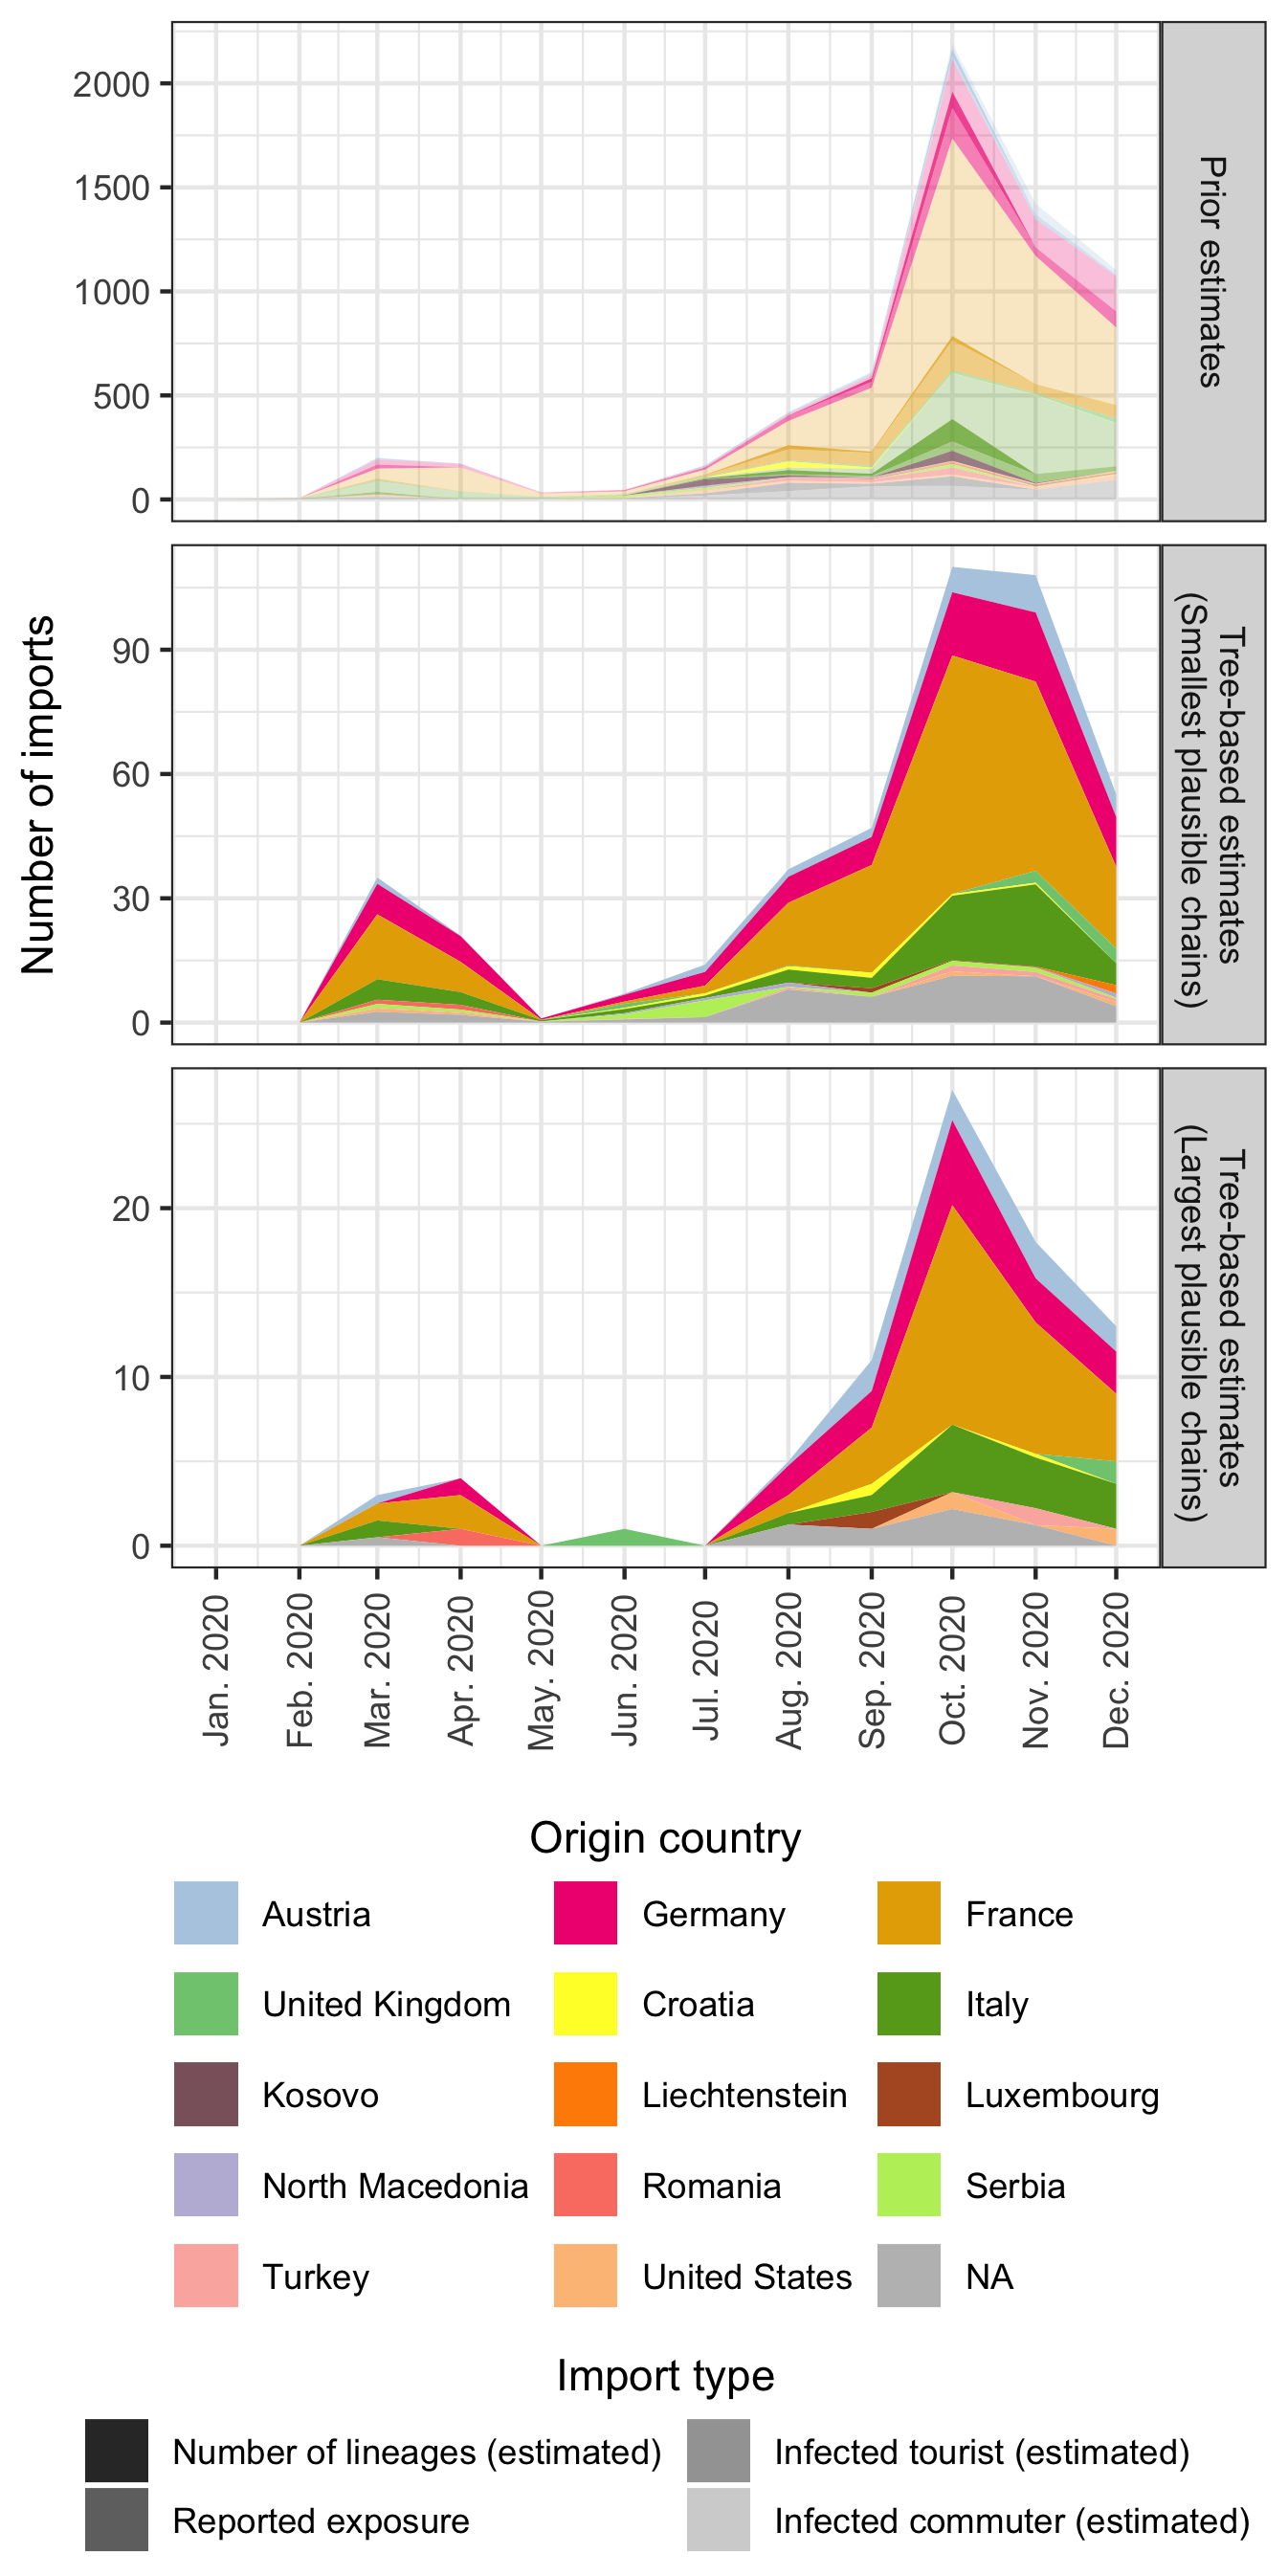 Number of imports
2000
1500
1000
500
0
Prior estimates
90
60
30
0
Tree-based estimates
(Smallest plausible chains)
20
10
0
Tree-based estimates
(Largest plausible chains)
Jan. 2020
Feb. 2020
Mar. 2020
Apr. 2020
May. 2020
Jun. 2020
Jul. 2020
Aug. 2020
Sep. 2020
Oct. 2020
Nov. 2020
Dec. 2020
Origin country
Austria
Germany
France
United Kingdom
Croatia
Italy
Kosovo
Liechtenstein
Luxembourg
North Macedonia
Romania
Serbia
Turkey
United States
NA
Import type
Number of lineages (estimated)
Infected tourist (estimated)
Reported exposure
Infected commuter (estimated)